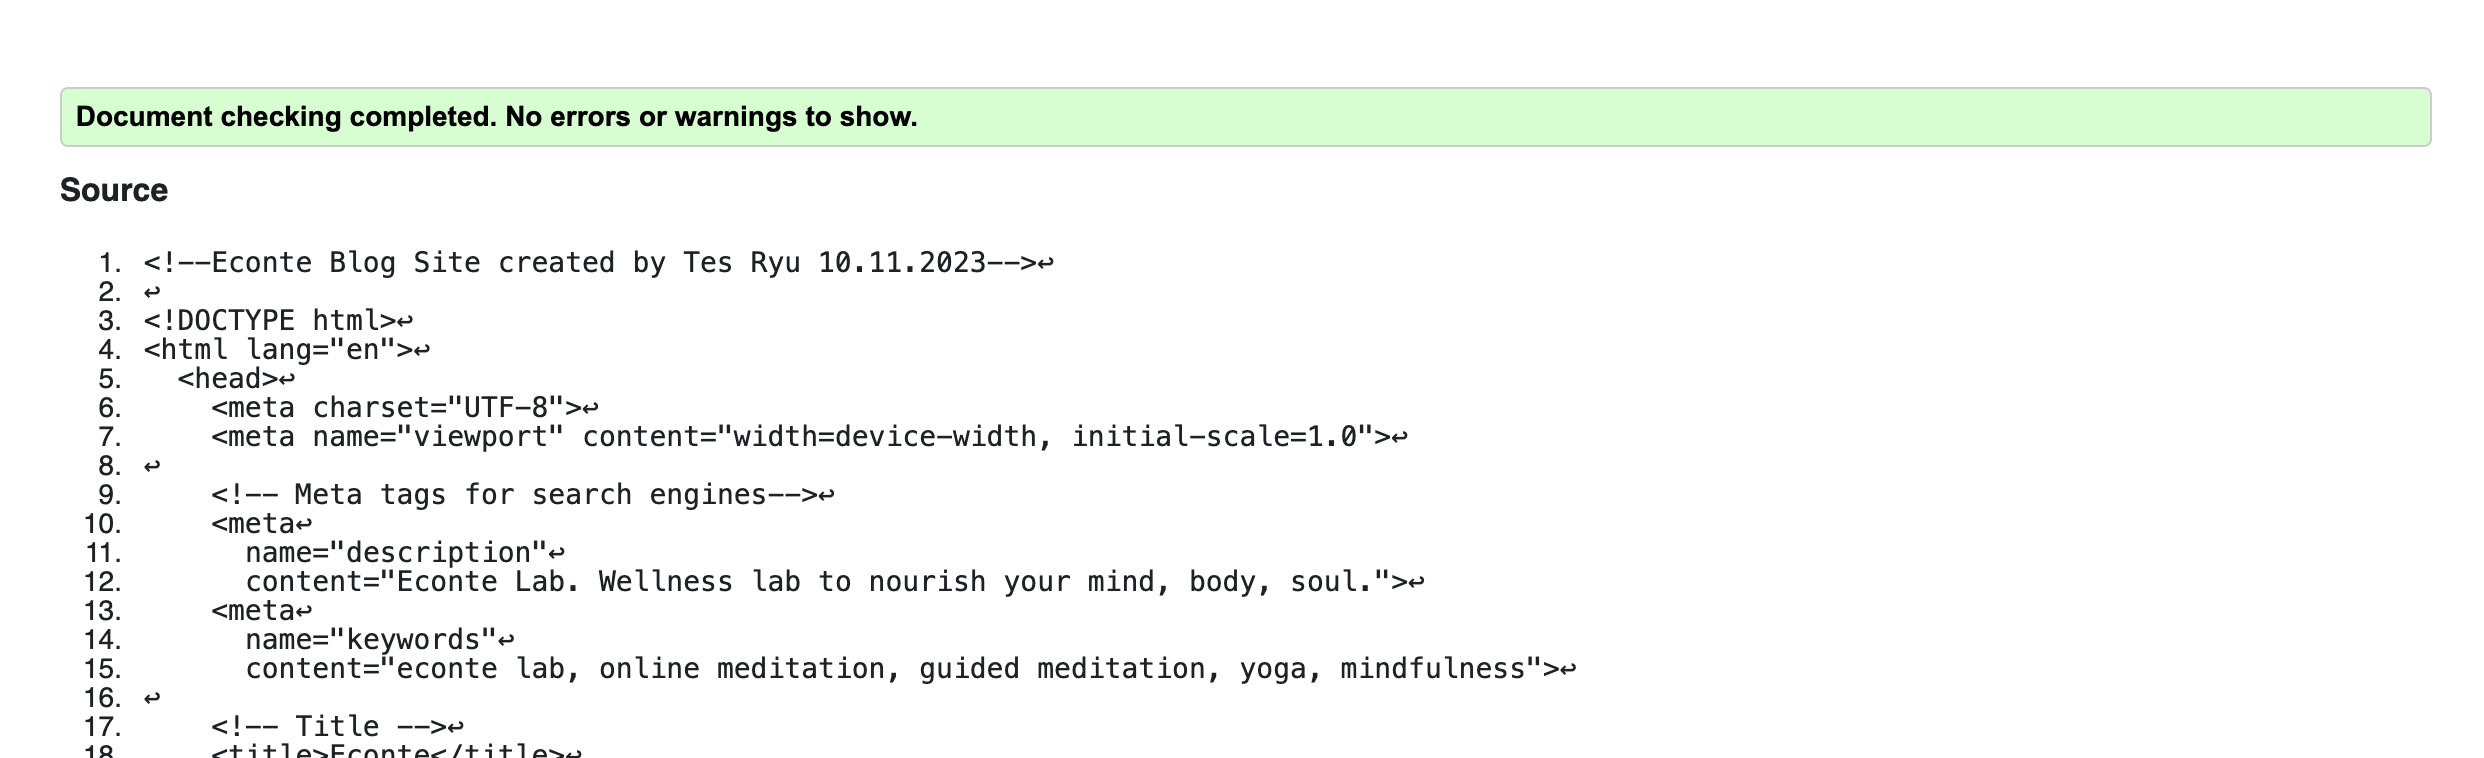 Document checking completed. No errors or warnings to show.
Source
1. <!--Econte Blog Site created by Tes Ryu 10.11.2023-->↩
2. ↩
3. <!DOCTYPE html>↩
4. <html lang="en">↩
5.   <head>↩
6.     <meta charset="UTF-8">↩
7.     <meta name="viewport" content="width=device-width, initial-scale=1.0">↩
8. ↩
9.     <!-- Meta tags for search engines-->↩
10.     <meta↩
11.       name="description"↩
12.       content="Econte Lab. Wellness lab to nourish your mind, body, soul.">↩
13.     <meta↩
14.       name="keywords"↩
15.       content="econte lab, online meditation, guided meditation, yoga, mindfulness">↩
16. ↩
17.     <!-- Title -->↩
18.     <title>Econte</title>↩